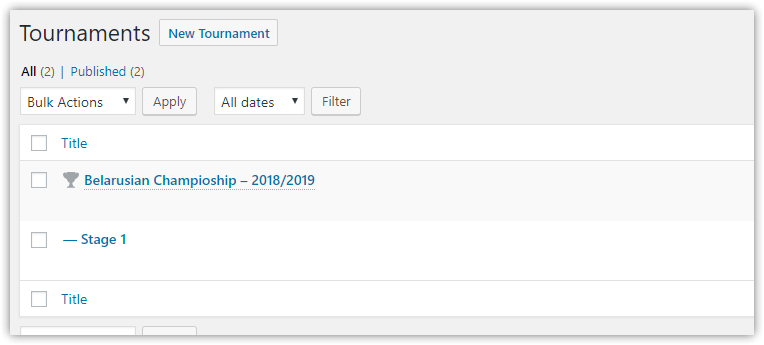 Tournaments New Tournament
All (2) | Published (2)
Bulk Actions Apply All dates Filter
Title
Belarusian Champioship – 2018/2019
— Stage 1
Title